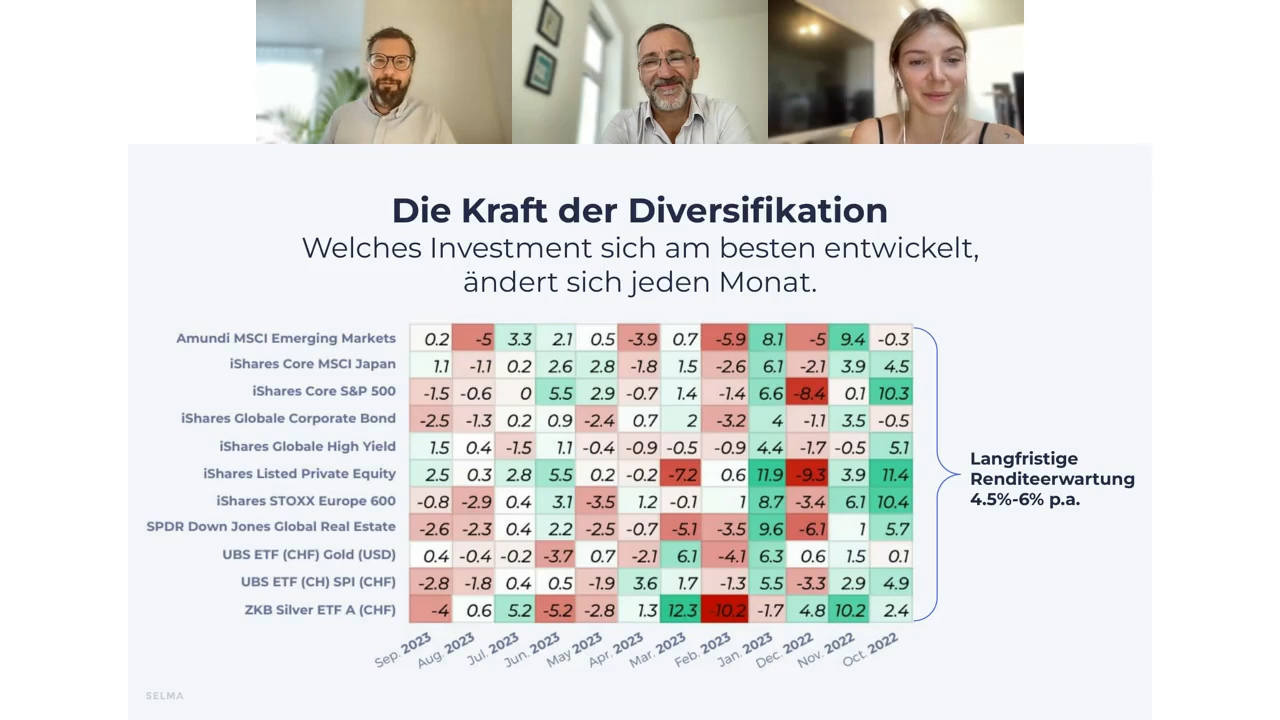 Die Kraft der Diversifikation
Welches Investment sich am besten entwickelt,
ändert sich jeden Monat.
Amundi MSCI Emerging Markets 0.2 -5 3.3 2.1 0.5 -3.9 0.7 -5.9 8.1 -5 9.4 -0.3
iShares Core MSCI Japan 1.1 -1.1 0.2 2.6 2.8 -1.8 1.5 -2.6 6.1 -2.1 3.9 4.5
iShares Core S&P 500 -1.5 -0.6 0 5.5 2.9 -0.7 1.4 -1.4 6.6 -8.4 0.1 10.3
iShares Globale Corporate Bond -2.5 -1.3 0.2 0.9 -2.4 0.7 2 -3.2 4 -1.1 3.5 -0.5
iShares Globale High Yield 1.5 0.4 -1.5 1.1 -0.4 -0.9 -0.5 -0.9 4.4 -1.7 -0.5 5.1
iShares Listed Private Equity 2.5 0.3 2.8 5.5 0.2 -0.2 -7.2 0.6 11.9 -9.3 3.9 11.4
iShares STOXX Europe 600 -0.8 -2.9 0.4 3.1 -3.5 1.2 -0.1 1 8.7 -3.4 6.1 10.4
SPDR Down Jones Global Real Estate -2.6 -2.3 0.4 2.2 -2.5 -0.7 -5.1 -3.5 9.6 -6.1 1 5.7
UBS ETF (CHF) Gold (USD) 0.4 -0.4 -0.2 -3.7 0.7 -2.1 6.1 -4.1 6.3 0.6 1.5 0.1
UBS ETF (CH) SPI (CHF) -2.8 -1.8 0.4 0.5 -1.9 3.6 1.7 -1.3 5.5 -3.3 2.9 4.9
ZKB Silver ETF A (CHF) -4 0.6 5.2 -5.2 -2.8 1.3 12.3 -10.2 -1.7 4.8 10.2 2.4
Sep. 2023 Aug. 2023 Jul. 2023 Jun. 2023 May 2023 Apr. 2023 Mar. 2023 Feb. 2023 Jan. 2023 Dec. 2022 Nov. 2022 Oct. 2022
Langfristige
Renditeerwartung
4.5%-6% p.a.
SELMA